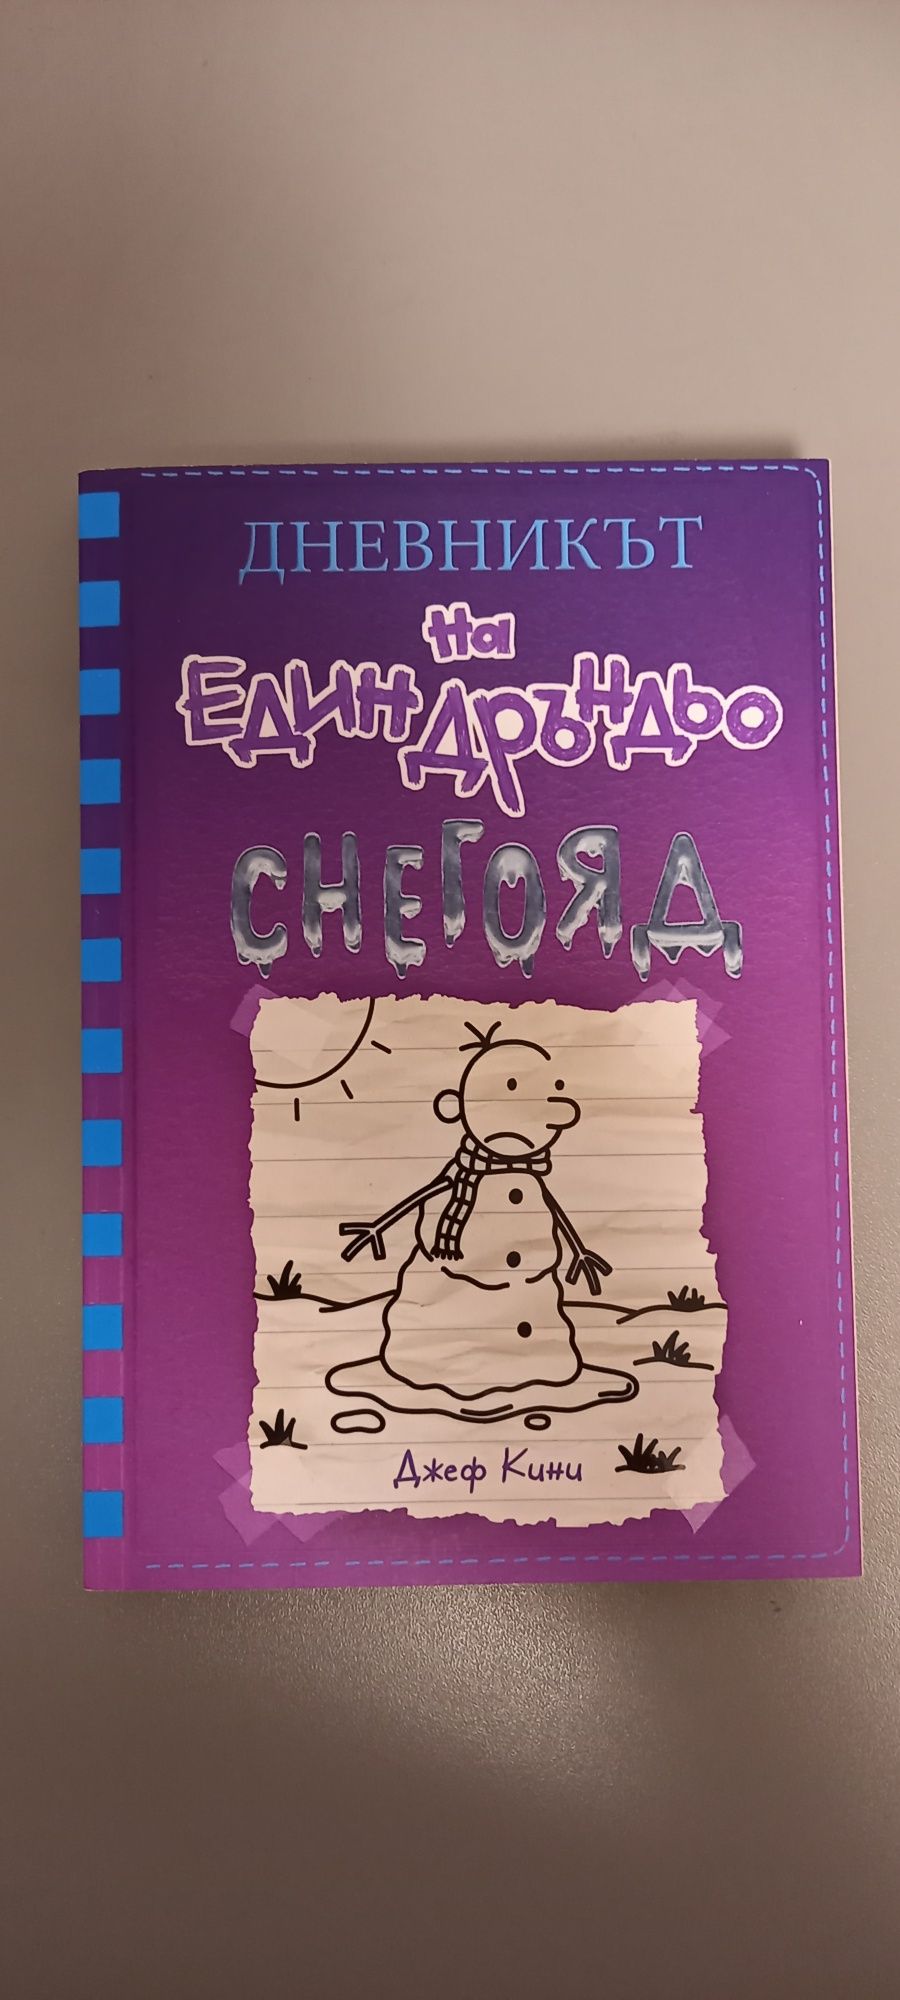 ДНЕВНИКЪТ
на
ЕДИН ДРЪНДЬО
СНЕГОЯД
Джеф Кини